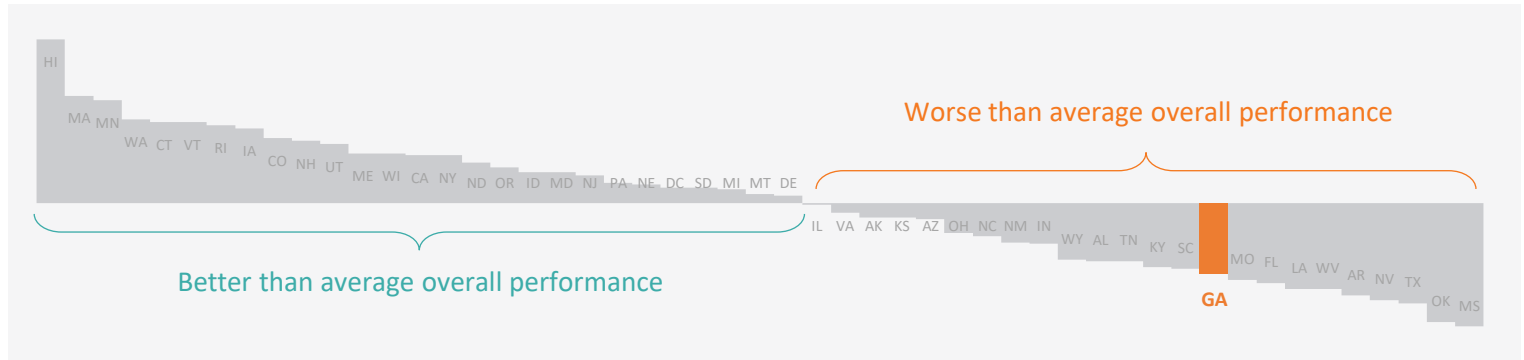 HI
MA MN WA CT VT RI IA CO NH UT ME WI CA NY ND OR ID MD NJ PA NE DC SD MI MT DE
Worse than average overall performance
IL VA AK KS AZ OH NC NM IN WY AL TN KY SC GA MO FL LA WV AR NV TX OK MS
Better than average overall performance